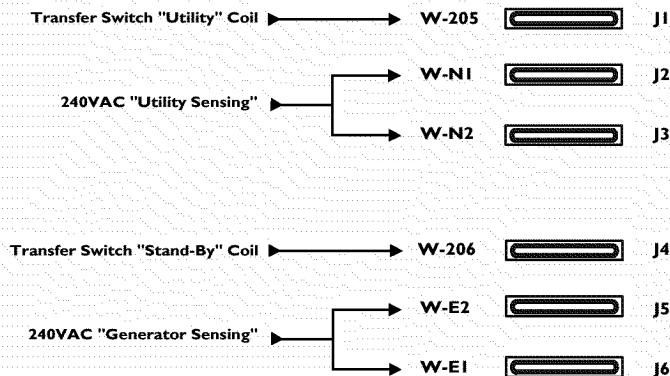 Transfer Switch "Utility" Coil W-205 J1
W-N1 J2
240VAC "Utility Sensing"
W-N2 J3
Transfer Switch "Stand-By" Coil W-206 J4
W-E2 J5
240VAC "Generator Sensing"
W-E1 J6